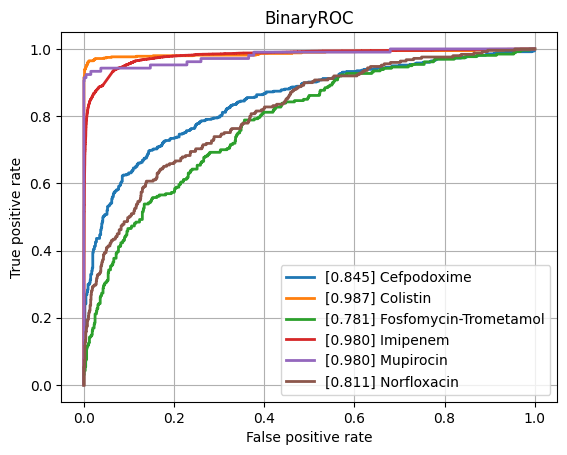 BinaryROC
True positive rate
1.0
0.8
0.6
0.4
0.2
0.0
[0.845] Cefpodoxime
[0.987] Colistin
[0.781] Fosfomycin-Trometamol
[0.980] Imipenem
[0.980] Mupirocin
[0.811] Norfloxacin
0.0 0.2 0.4 0.6 0.8 1.0
False positive rate